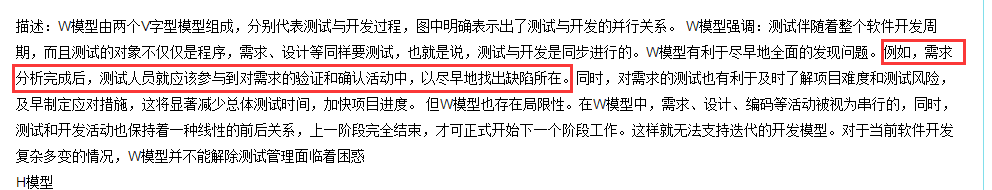 描述：W模型由两个V字型模型组成，分别代表测试与开发过程，图中明确表示出了测试与开发的并行关系。 W模型强调：测试伴随着整个软件开发周
期，而且测试的对象不仅仅是程序，需求、设计等同样要测试，也就是说，测试与开发是同步进行的。W模型有利于尽早地全面的发现问题。例如，需求
分析完成后，测试人员就应该参与到对需求的验证和确认活动中，以尽早地找出缺陷所在。同时，对需求的测试也有利于及时了解项目难度和测试风险，
及早制定应对措施，这将显著减少总体测试时间，加快项目进度。 但W模型也存在局限性。在W模型中，需求、设计、编码等活动被视为串行的，同时，
测试和开发活动也保持着一种线性的前后关系，上一阶段完全结束，才可正式开始下一个阶段工作。这样就无法支持迭代的开发模型。对于当前软件开发
复杂多变的情况，W模型并不能解除测试管理面临着困惑
H模型